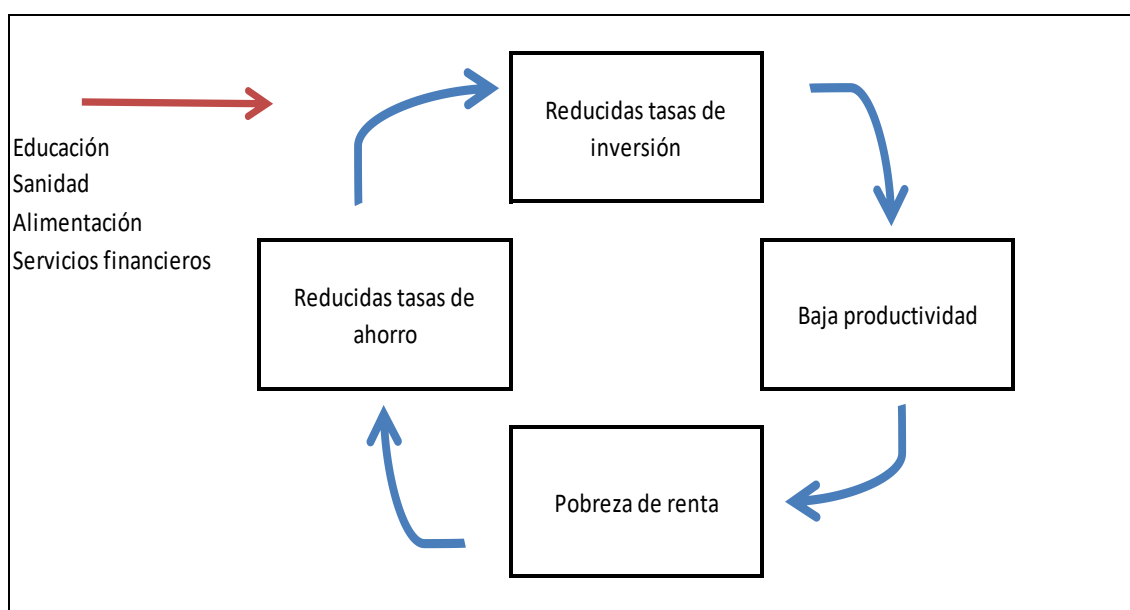 Educación
Sanidad
Alimentación
Servicios financieros
Reducidas tasas de
inversión
Reducidas tasas de
ahorro
Baja productividad
Pobreza de renta